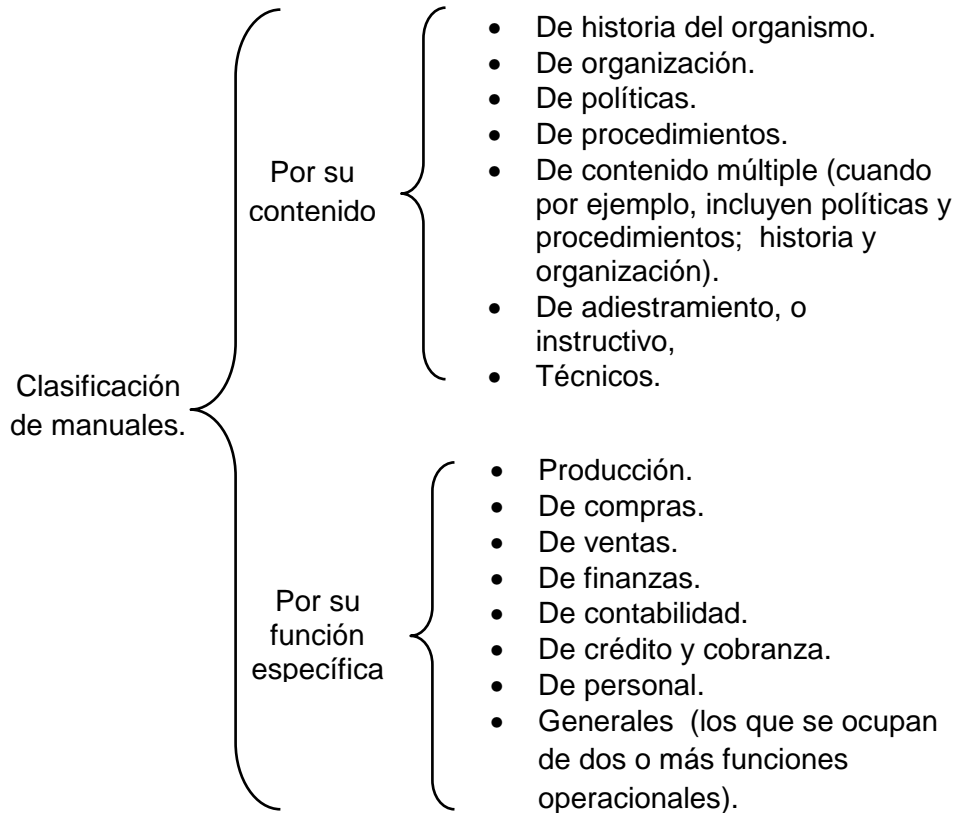 Clasificación
de manuales.
Por su
contenido
• De historia del organismo.
• De organización.
• De políticas.
• De procedimientos.
• De contenido múltiple (cuando
por ejemplo, incluyen políticas y
procedimientos;  historia y
organización).
• De adiestramiento, o
instructivo,
• Técnicos.
Por su
función
específica
• Producción.
• De compras.
• De ventas.
• De finanzas.
• De contabilidad.
• De crédito y cobranza.
• De personal.
• Generales  (los que se ocupan
de dos o más funciones
operacionales).